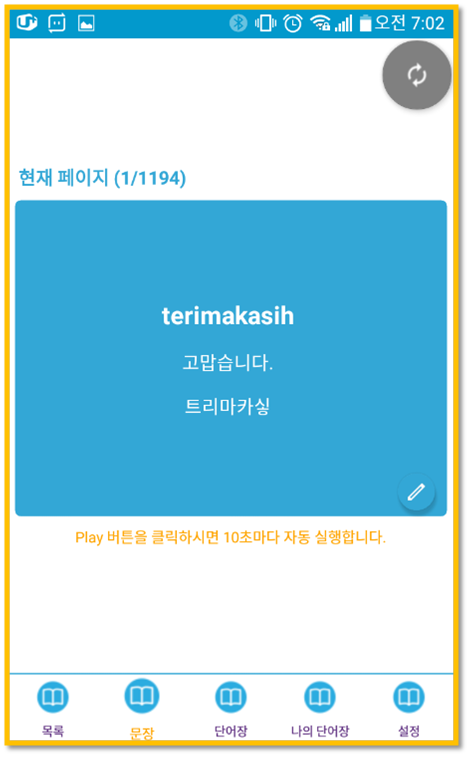 오전 7:02
현재 페이지 (1/1194)
terimakasih
고맙습니다.
트리마카싷
Play 버튼을 클릭하시면 10초마다 자동 실행합니다.
목록
문장
단어장
나의 단어장
설정